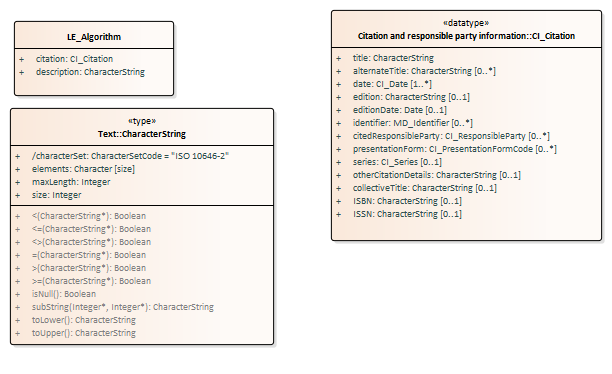 LE_Algorithm
+ citation: CI_Citation
+ description: CharacterString
«type»
Text::CharacterString
+ /characterSet: CharacterSetCode = "ISO 10646-2"
+ elements: Character [size]
+ maxLength: Integer
+ size: Integer
+ <(CharacterString*): Boolean
+ <=(CharacterString*): Boolean
+ <>(CharacterString*): Boolean
+ =(CharacterString*): Boolean
+ >(CharacterString*): Boolean
+ >=(CharacterString*): Boolean
+ isNull(): Boolean
+ subString(Integer*, Integer*): CharacterString
+ toLower(): CharacterString
+ toUpper(): CharacterString
«datatype»
Citation and responsible party information::CI_Citation
+ title: CharacterString
+ alternateTitle: CharacterString [0..*]
+ date: CI_Date [1..*]
+ edition: CharacterString [0..1]
+ editionDate: Date [0..1]
+ identifier: MD_Identifier [0..*]
+ citedResponsibleParty: CI_ResponsibleParty [0..*]
+ presentationForm: CI_PresentationFormCode [0..*]
+ series: CI_Series [0..1]
+ otherCitationDetails: CharacterString [0..1]
+ collectiveTitle: CharacterString [0..1]
+ ISBN: CharacterString [0..1]
+ ISSN: CharacterString [0..1]